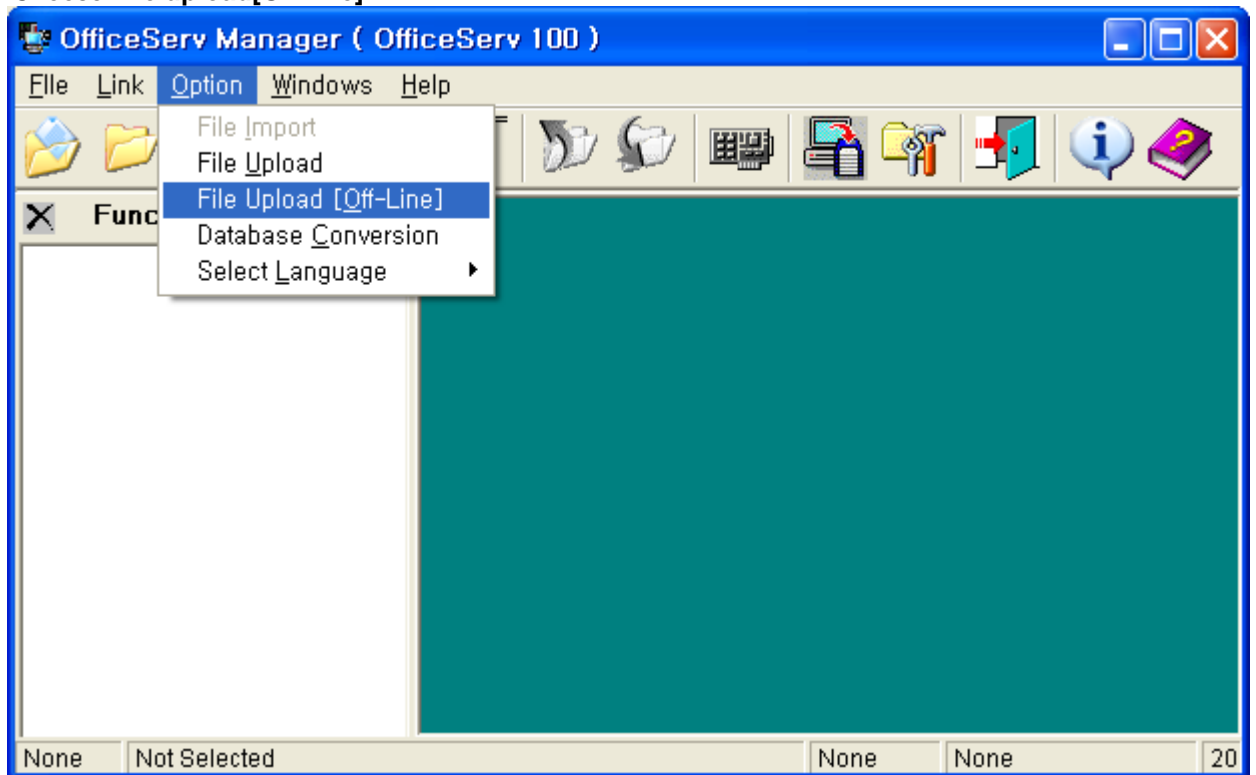 OfficeServ Manager ( OfficeServ 100 )
FIle Link Option Windows Help
File Import
File Upload
File Upload [Off-Line]
Func
Database Conversion
Select Language
None Not Selected None None 20